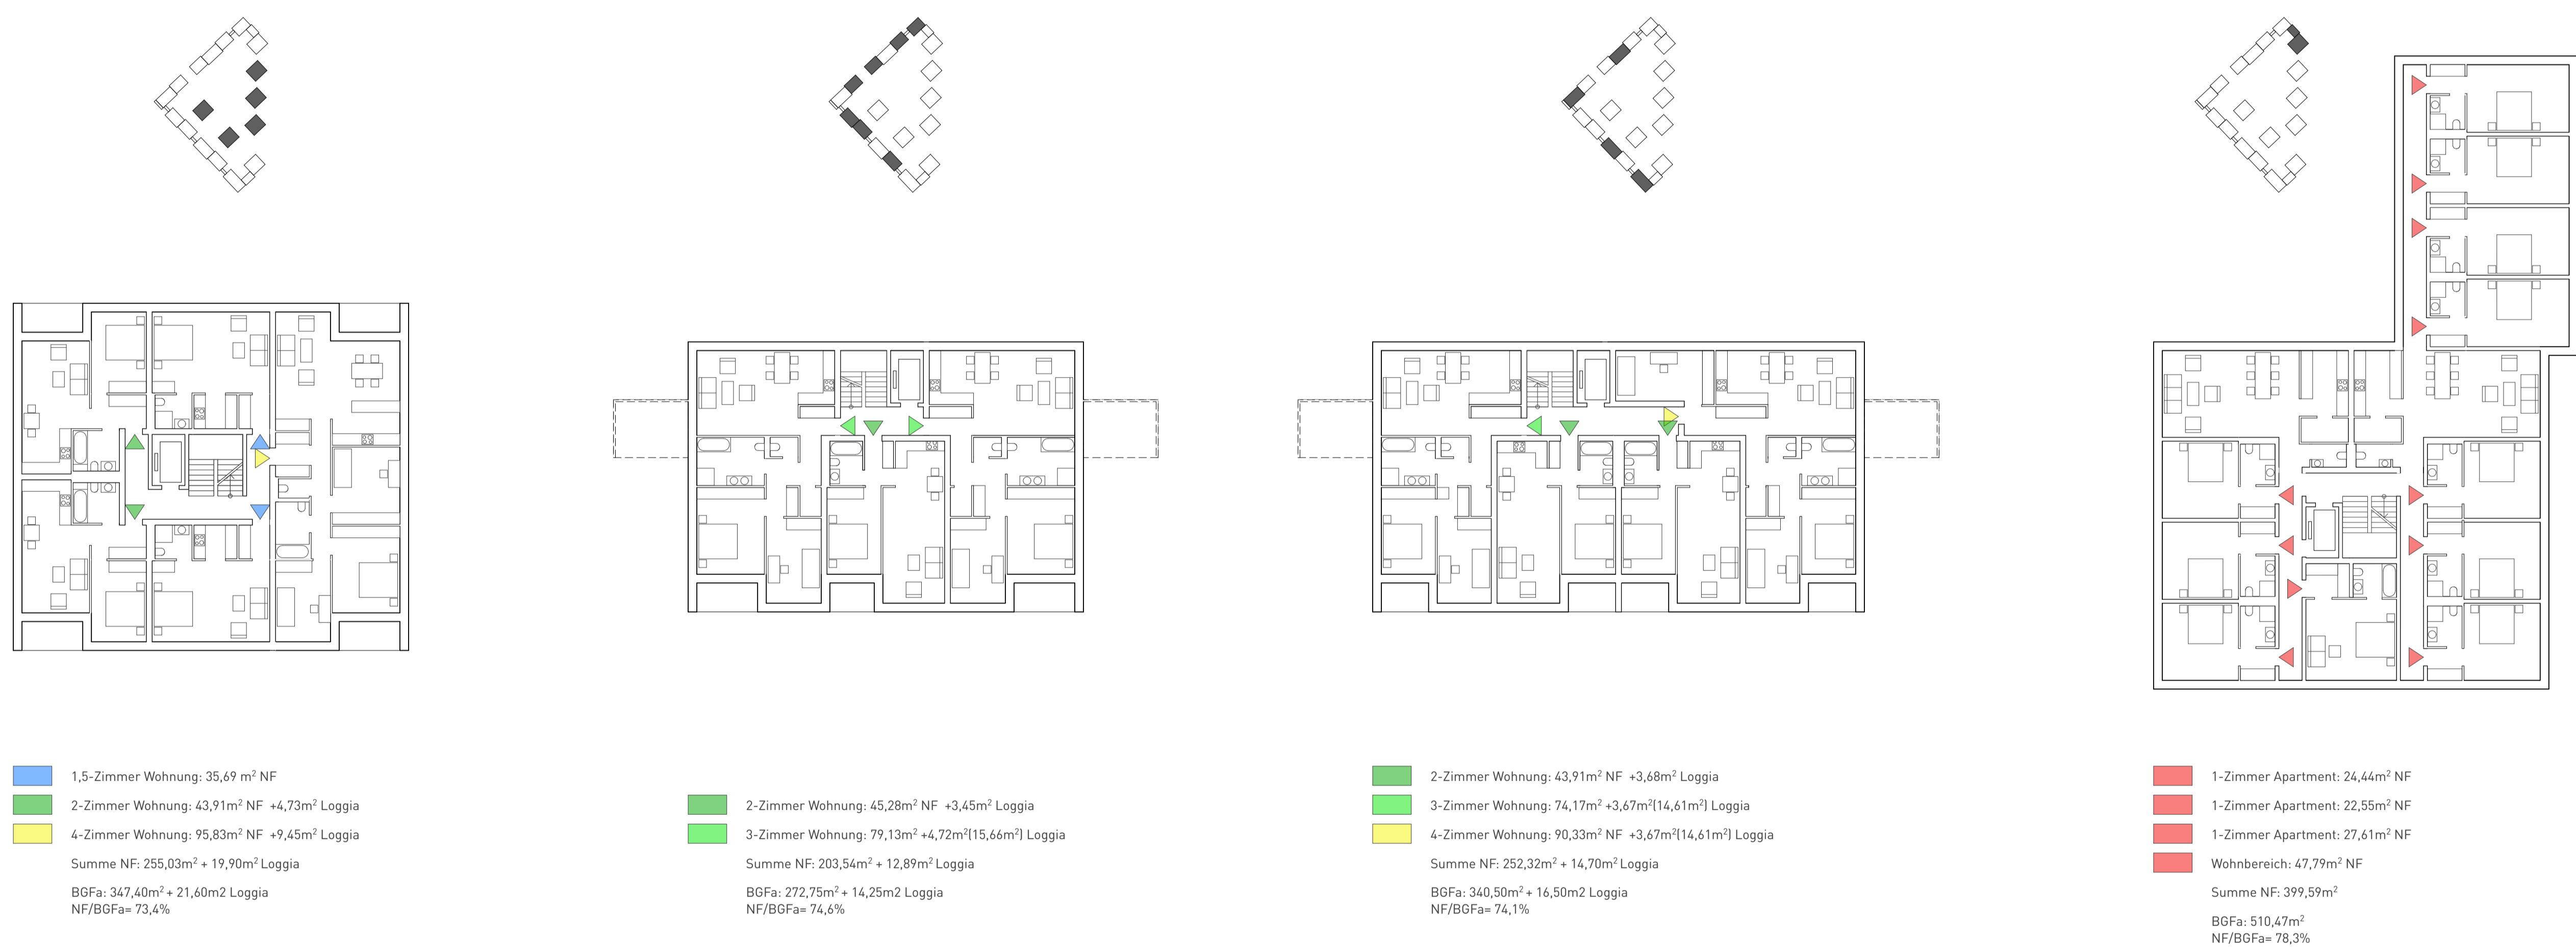 1,5-Zimmer Wohnung: 35,69 m² NF
2-Zimmer Wohnung: 43,91m² NF +4,73m² Loggia
4-Zimmer Wohnung: 95,83m² NF +9,45m² Loggia
Summe NF: 255,03m² + 19,90m² Loggia
BGFa: 347,40m² + 21,60m2 Loggia
NF/BGFa= 73,4%
2-Zimmer Wohnung: 45,28m² NF +3,45m² Loggia
3-Zimmer Wohnung: 79,13m² +4,72m²(15,66m²) Loggia
Summe NF: 203,54m² + 12,89m² Loggia
BGFa: 272,75m² + 14,25m2 Loggia
NF/BGFa= 74,6%
2-Zimmer Wohnung: 43,91m² NF +3,68m² Loggia
3-Zimmer Wohnung: 74,17m² +3,67m²(14,61m²) Loggia
4-Zimmer Wohnung: 90,33m² NF +3,67m²(14,61m²) Loggia
Summe NF: 252,32m² + 14,70m² Loggia
BGFa: 340,50m² + 16,50m2 Loggia
NF/BGFa= 74,1%
1-Zimmer Apartment: 24,44m² NF
1-Zimmer Apartment: 22,55m² NF
1-Zimmer Apartment: 27,61m² NF
Wohnbereich: 47,79m² NF
Summe NF: 399,59m²
BGFa: 510,47m²
NF/BGFa= 78,3%